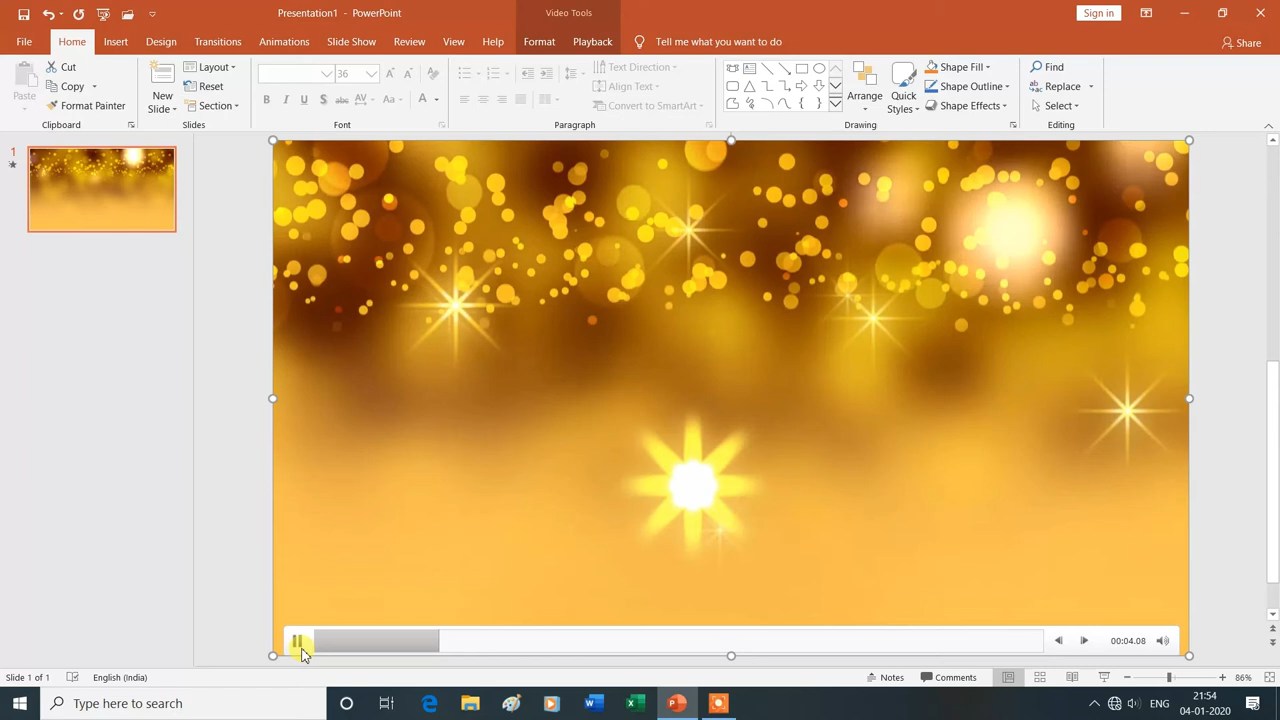 Presentation1 - PowerPoint
Video Tools
Sign in
File
Home
Insert
Design
Transitions
Animations
Slide Show
Review
View
Help
Format
Playback
Tell me what you want to do
Share
Paste
Cut
Copy
Format Painter
Clipboard
New Slide
Layout
Reset
Section
Slides
36
B I U S abc AV Aa A
Font
Text Direction
Align Text
Convert to SmartArt
Paragraph
Arrange
Quick Styles
Shape Fill
Shape Outline
Shape Effects
Drawing
Find
Replace
Select
Editing
1
00:04.08
Slide 1 of 1
English (India)
Notes
Comments
86%
Type here to search
ENG
21:54
04-01-2020